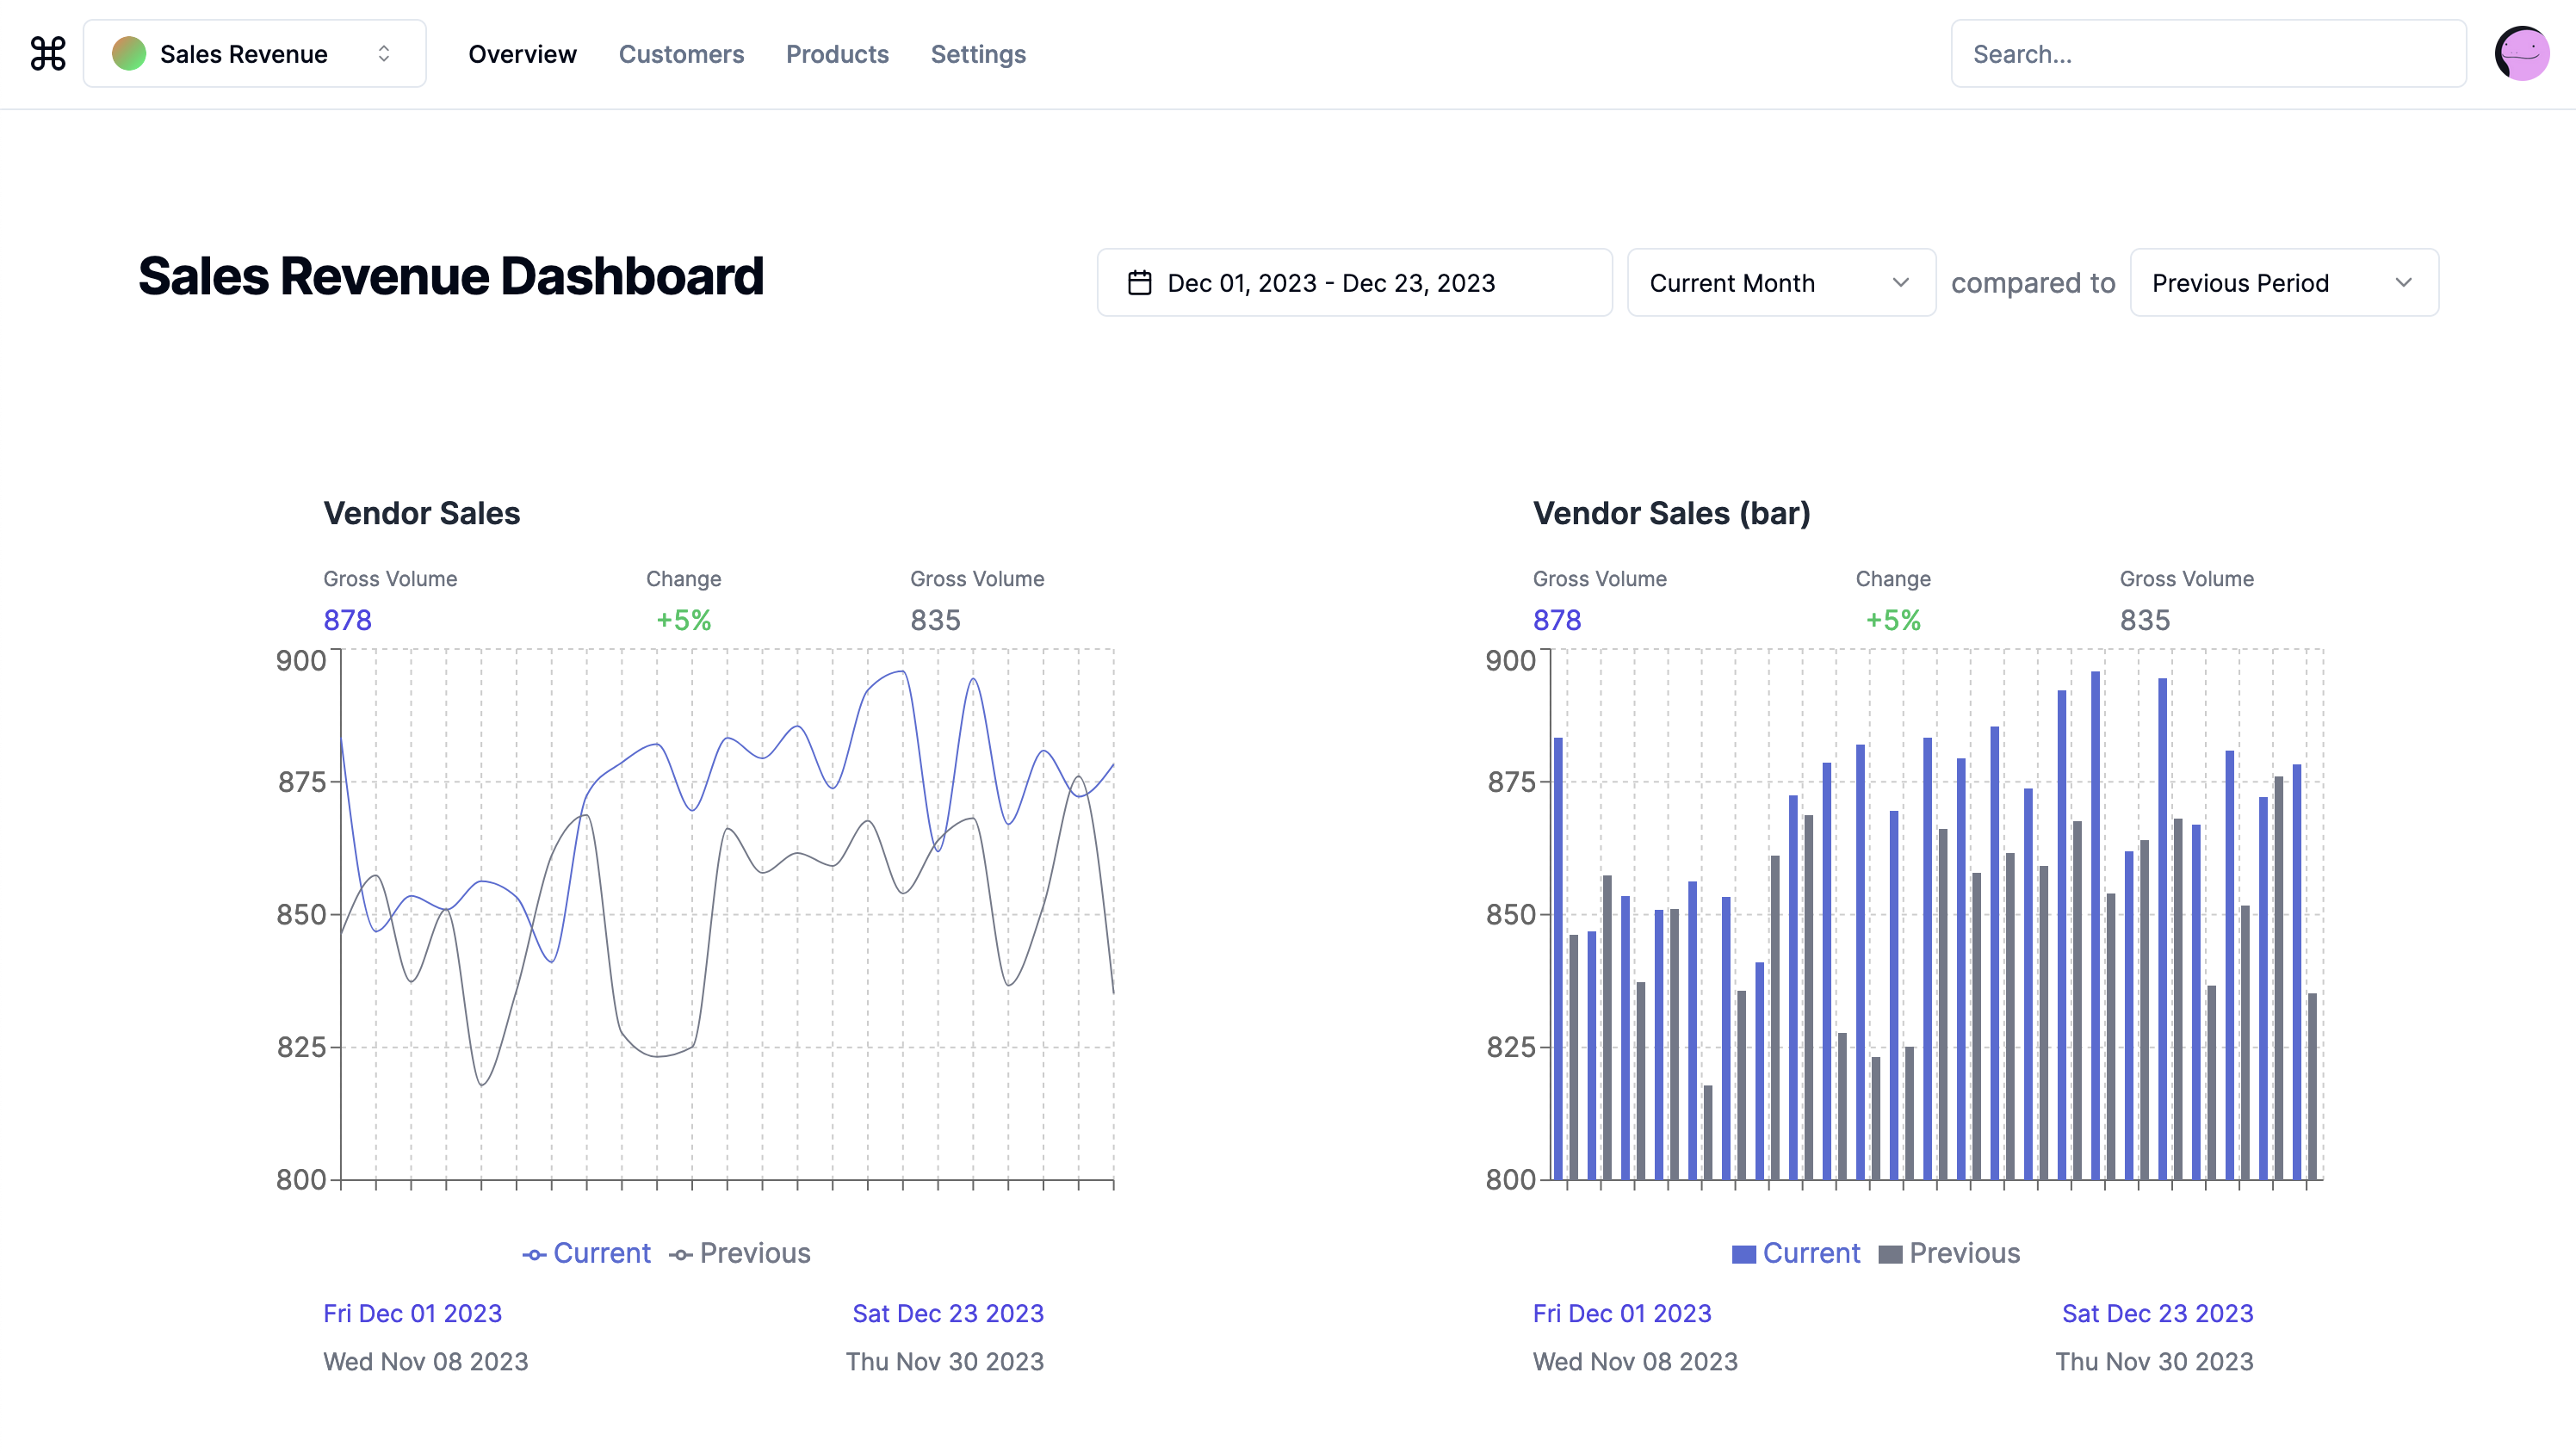 ⌘ Sales Revenue Overview Customers Products Settings Search...
Sales Revenue Dashboard
Dec 01, 2023 - Dec 23, 2023 Current Month compared to Previous Period
Vendor Sales
Gross Volume Change Gross Volume
878 +5% 835
900
875
850
825
800
Current Previous
Fri Dec 01 2023 Sat Dec 23 2023
Wed Nov 08 2023 Thu Nov 30 2023
Vendor Sales (bar)
Gross Volume Change Gross Volume
878 +5% 835
900
875
850
825
800
Current Previous
Fri Dec 01 2023 Sat Dec 23 2023
Wed Nov 08 2023 Thu Nov 30 2023